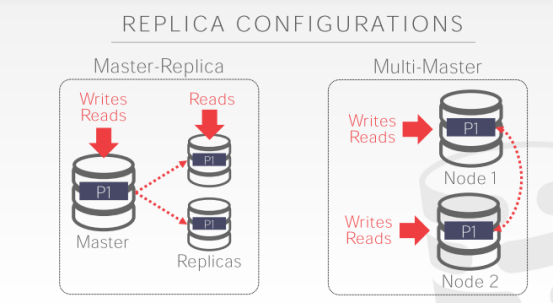 REPLICA CONFIGURATIONS
Master-Replica
Writes
Reads
Reads
P1
P1
P1
Master
Replicas
Multi-Master
Writes
Reads
P1
Node 1
Writes
Reads
P1
Node 2